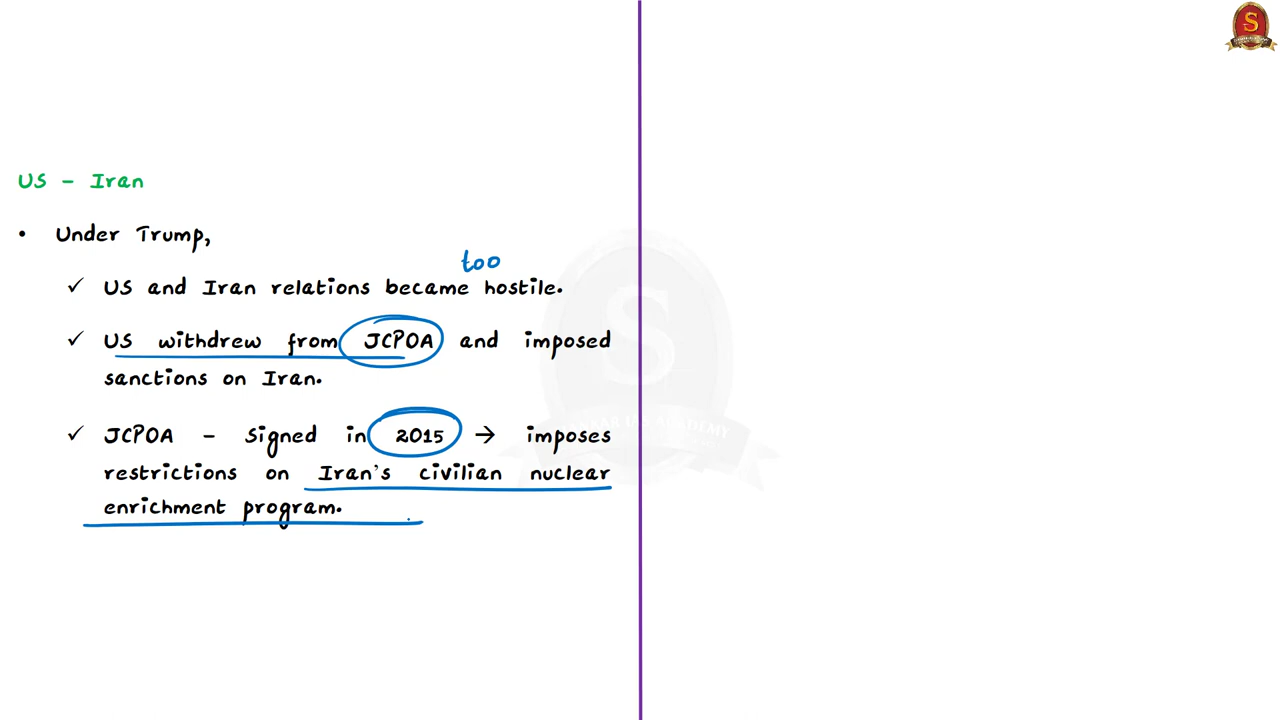 US - Iran
• Under Trump,
too
✓ US and Iran relations became hostile.
✓ US withdrew from JCPOA and imposed
sanctions on Iran.
✓ JCPOA - Signed in 2015 → imposes
restrictions on Iran's civilian nuclear
enrichment program.
S
S